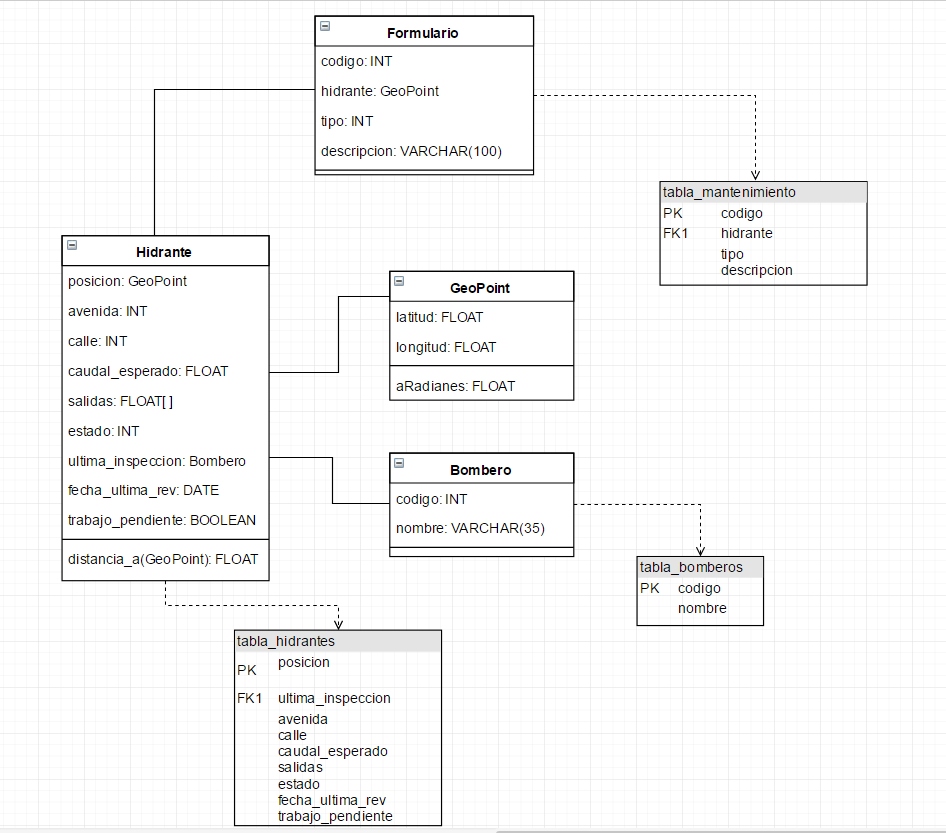 Formulario
codigo: INT
hidrante: GeoPoint
tipo: INT
descripcion: VARCHAR(100)
tabla_mantenimiento
PK codigo
FK1 hidrante
tipo
descripcion
Hidrante
posicion: GeoPoint
avenida: INT
calle: INT
caudal_esperado: FLOAT
salidas: FLOAT[ ]
estado: INT
ultima_inspeccion: Bombero
fecha_ultima_rev: DATE
trabajo_pendiente: BOOLEAN
distancia_a(GeoPoint): FLOAT
GeoPoint
latitud: FLOAT
longitud: FLOAT
aRadianes: FLOAT
Bombero
codigo: INT
nombre: VARCHAR(35)
tabla_bomberos
PK codigo
nombre
tabla_hidrantes
PK posicion
FK1 ultima_inspeccion
avenida
calle
caudal_esperado
salidas
estado
fecha_ultima_rev
trabajo_pendiente